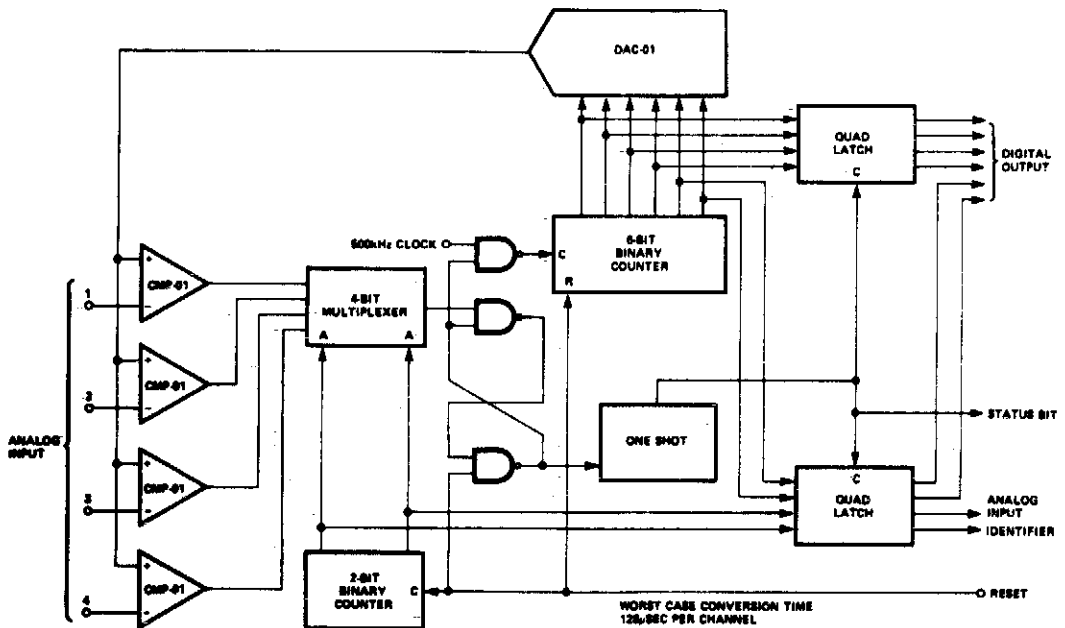 DAC-01
QUAD
LATCH
C
DIGITAL
OUTPUT
500kHz CLOCK
C
6-BIT
BINARY
COUNTER
R
+
CMP-01
-
1
4-BIT
MULTIPLEXER
A
A
+
CMP-01
-
2
ANALOG
INPUT
ONE SHOT
STATUS BIT
+
CMP-01
-
3
C
QUAD
LATCH
ANALOG
INPUT
IDENTIFIER
+
CMP-01
-
4
2-BIT
BINARY
COUNTER
C
WORST CASE CONVERSION TIME
128µSEC PER CHANNEL
RESET